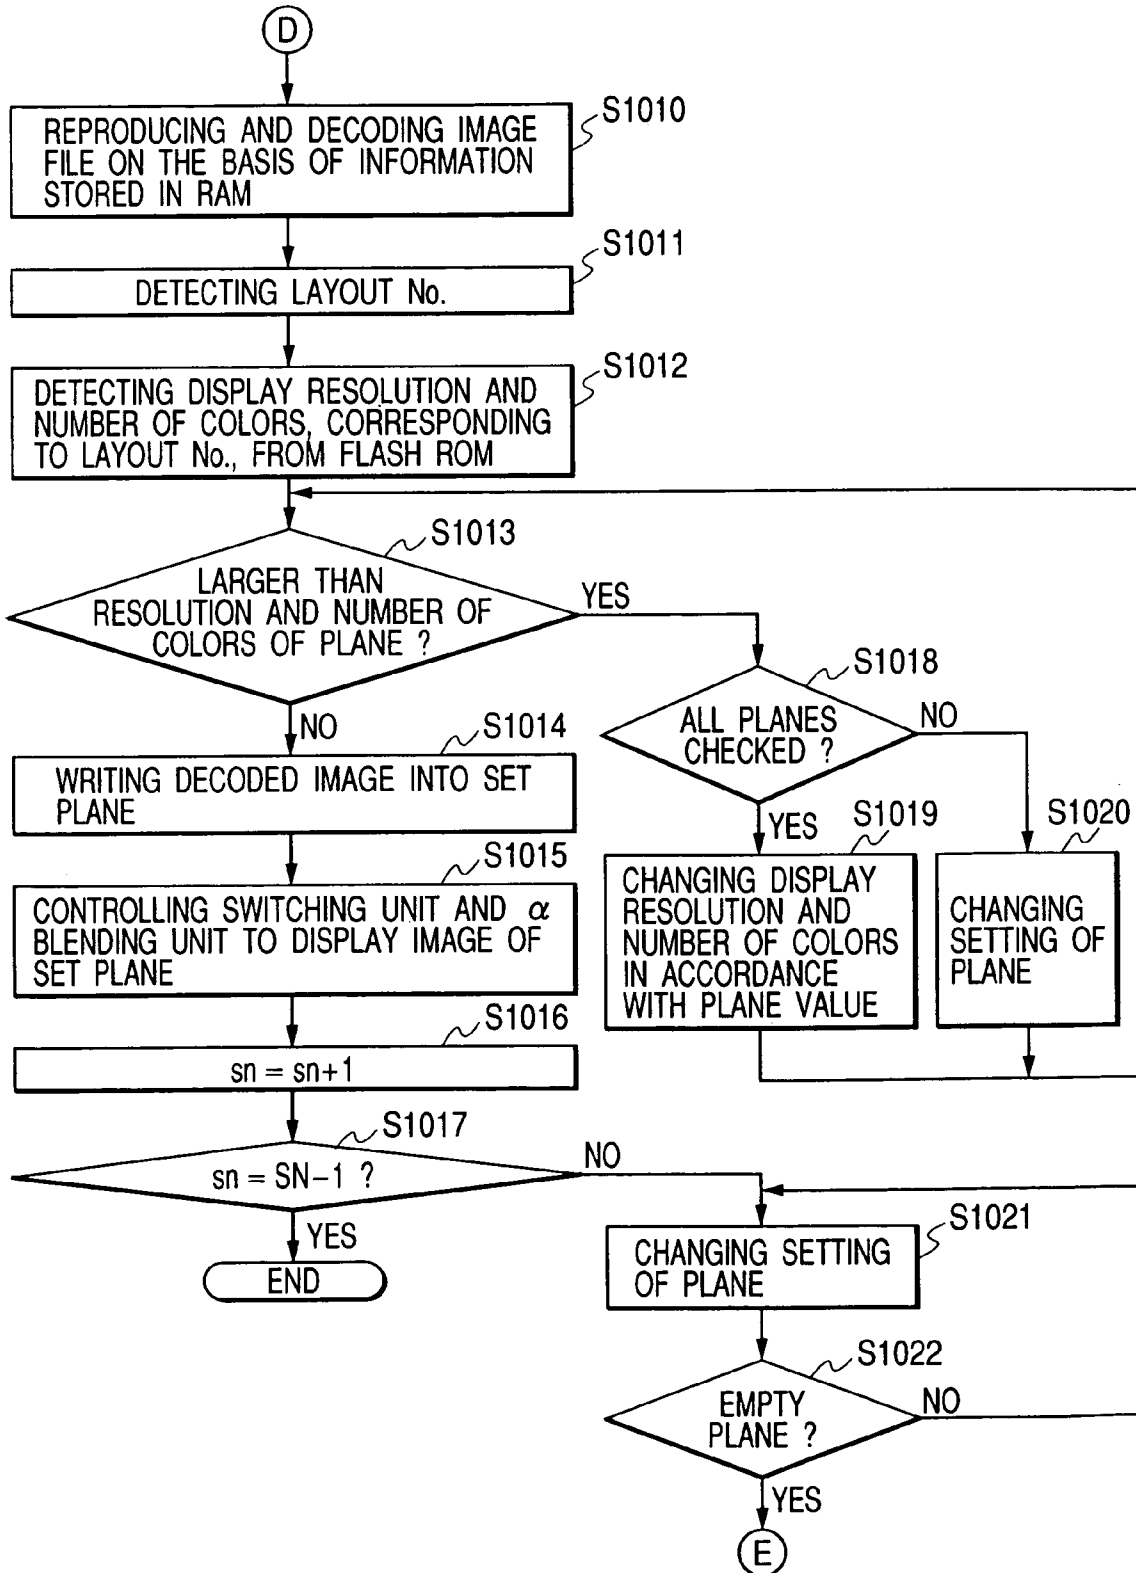 D
S1010
REPRODUCING AND DECODING IMAGE
FILE ON THE BASIS OF INFORMATION
STORED IN RAM
S1011
DETECTING LAYOUT No.
S1012
DETECTING DISPLAY RESOLUTION AND
NUMBER OF COLORS, CORRESPONDING
TO LAYOUT No., FROM FLASH ROM
S1013
LARGER THAN
RESOLUTION AND NUMBER OF
COLORS OF PLANE ?
YES
NO
S1014
WRITING DECODED IMAGE INTO SET
PLANE
S1015
CONTROLLING SWITCHING UNIT AND α
BLENDING UNIT TO DISPLAY IMAGE OF
SET PLANE
S1016
sn = sn+1
S1017
sn = SN-1 ?
NO
YES
END
S1018
ALL PLANES
CHECKED ?
NO
YES
S1019
CHANGING DISPLAY
RESOLUTION AND
NUMBER OF COLORS
IN ACCORDANCE
WITH PLANE VALUE
S1020
CHANGING
SETTING OF
PLANE
S1021
CHANGING SETTING
OF PLANE
S1022
EMPTY
PLANE ?
NO
YES
E